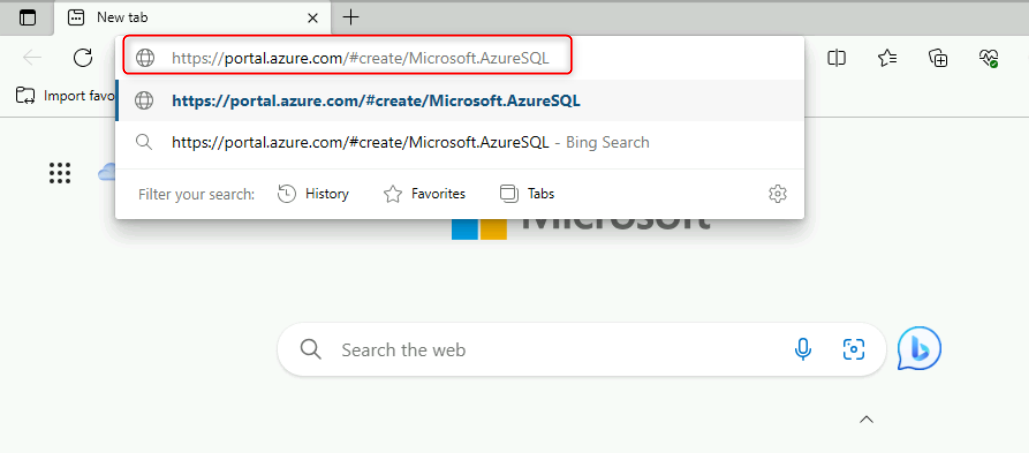 New tab
https://portal.azure.com/#create/Microsoft.AzureSQL
Import favo
https://portal.azure.com/#create/Microsoft.AzureSQL
https://portal.azure.com/#create/Microsoft.AzureSQL - Bing Search
Filter your search: History Favorites Tabs
Microsoft
Search the web